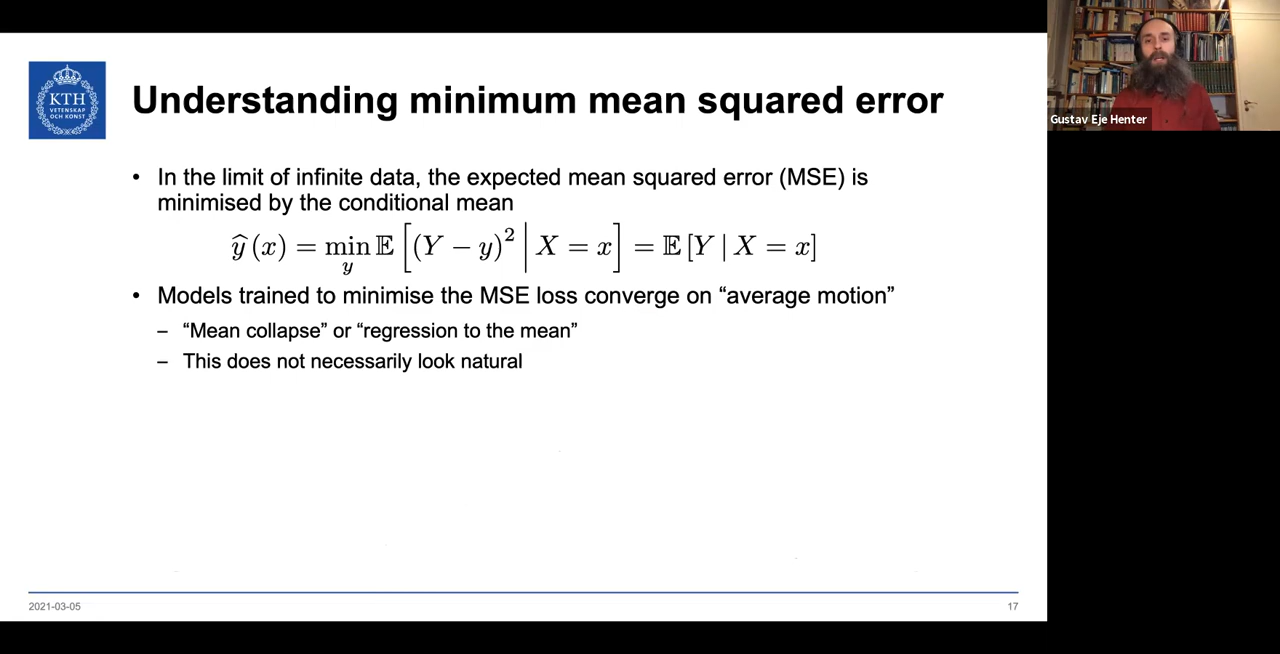 KTH
VETENSKAP
OCH KONST
Understanding minimum mean squared error
• In the limit of infinite data, the expected mean squared error (MSE) is
minimised by the conditional mean
ŷ (x) = min_y 𝔼 [(Y − y)² | X = x] = 𝔼 [Y | X = x]
• Models trained to minimise the MSE loss converge on “average motion”
– “Mean collapse” or “regression to the mean”
– This does not necessarily look natural
2021-03-05
17
Gustav Eje Henter